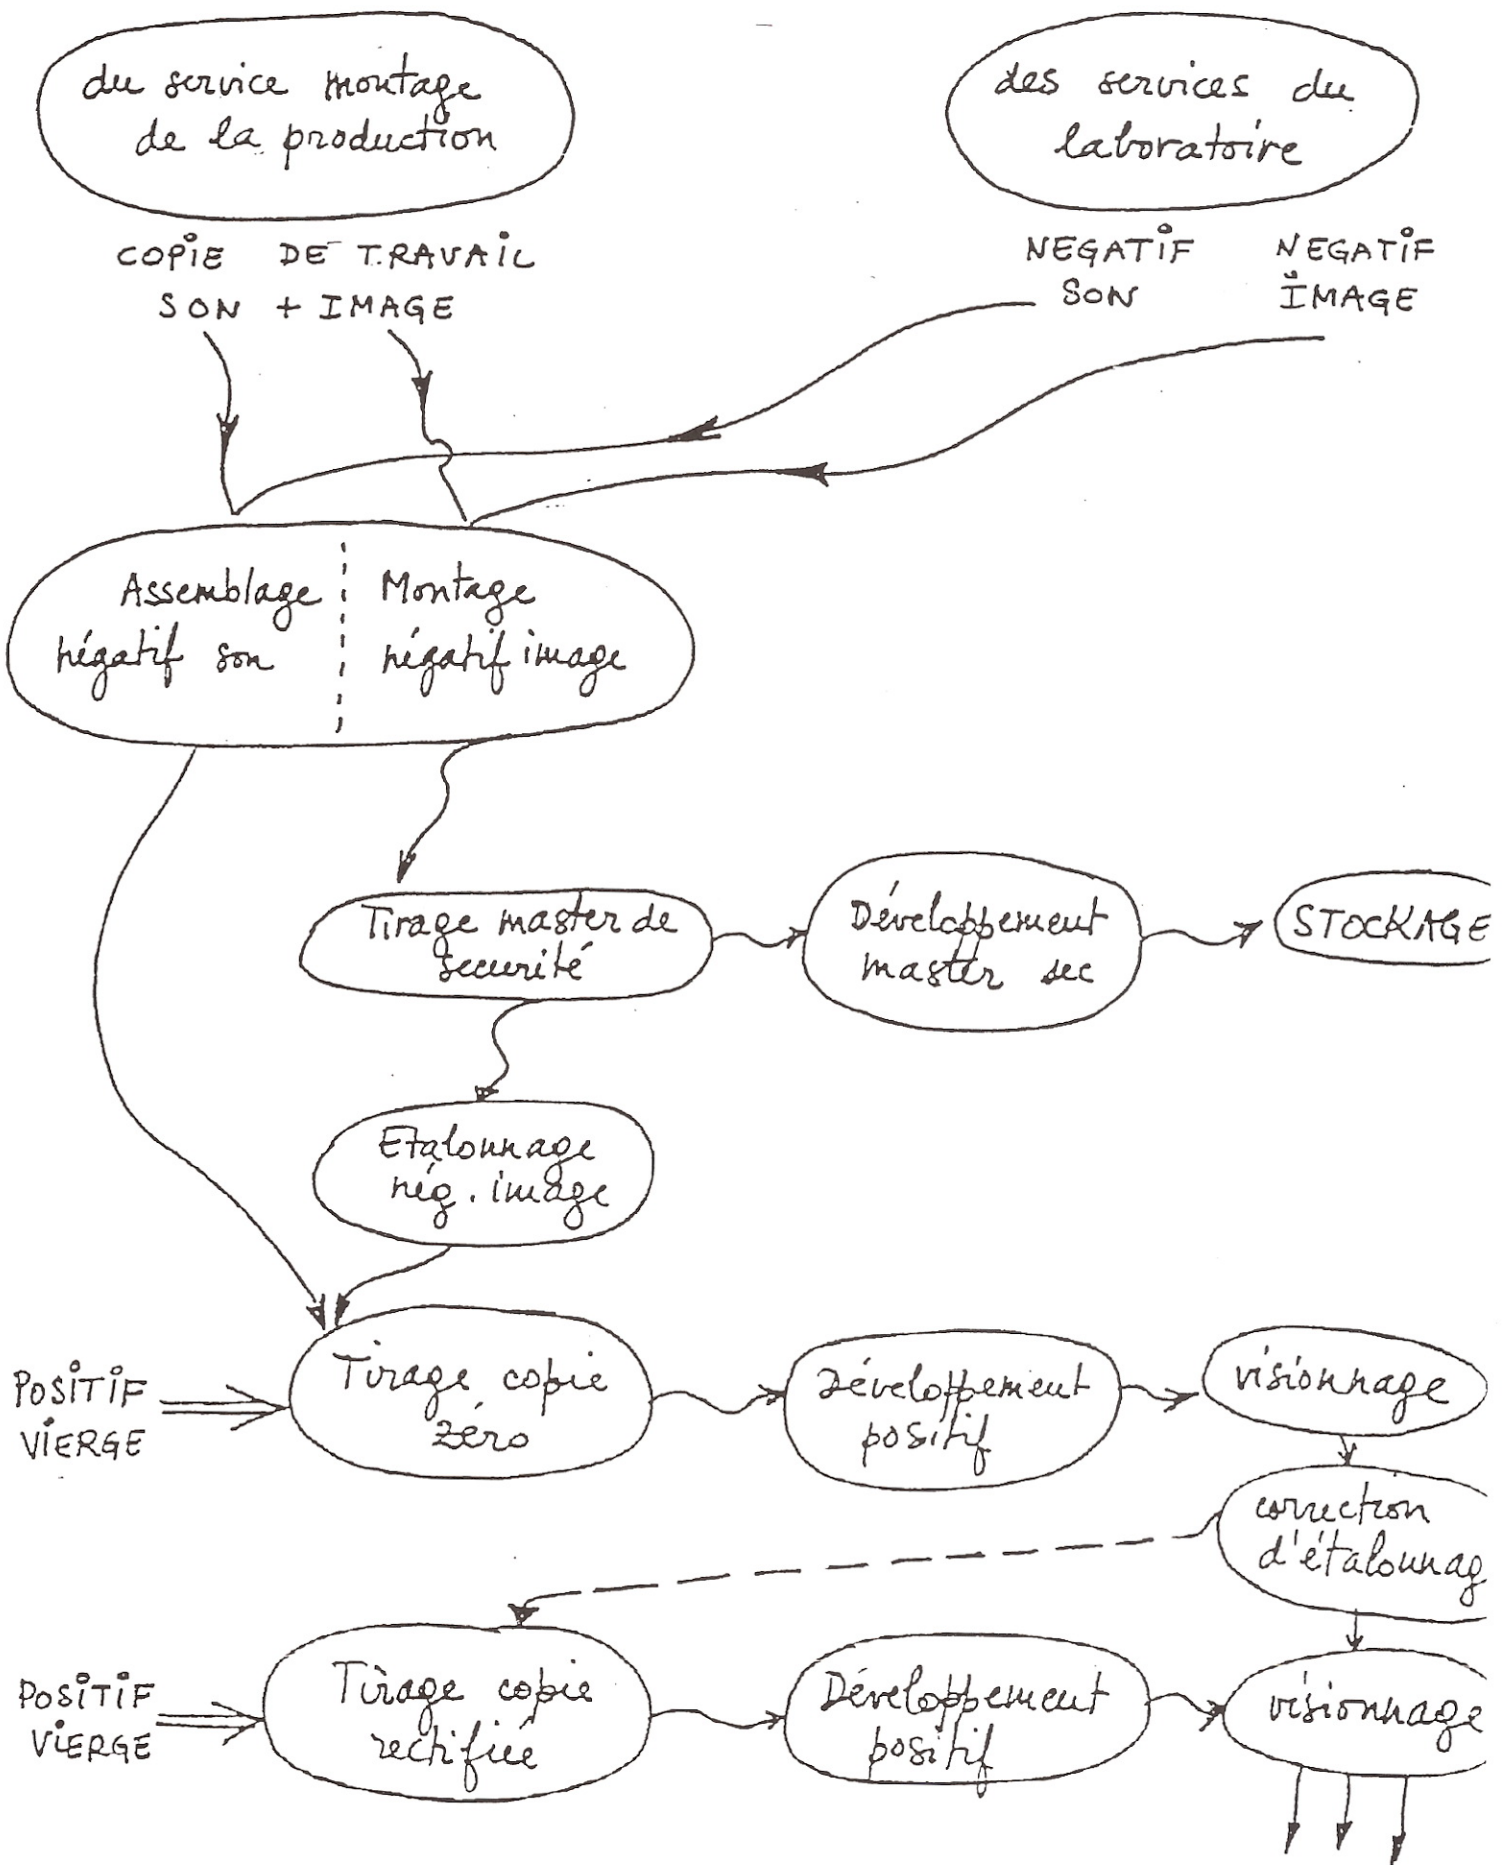 du service montage
de la production
des services du
laboratoire
COPIE DE TRAVAIL
SON + IMAGE
NEGATIF
SON
NEGATIF
IMAGE
Assemblage
négatif son
Montage
négatif image
Tirage master de
sécurité
Développement
master sec
STOCKAGE
Etalonnage
nég. image
POSITIF
VIERGE
Tirage copie
zéro
Développement
positif
visionnage
correction
d'étalonnag
POSITIF
VIERGE
Tirage copie
rectifiée
Développement
positif
visionnage